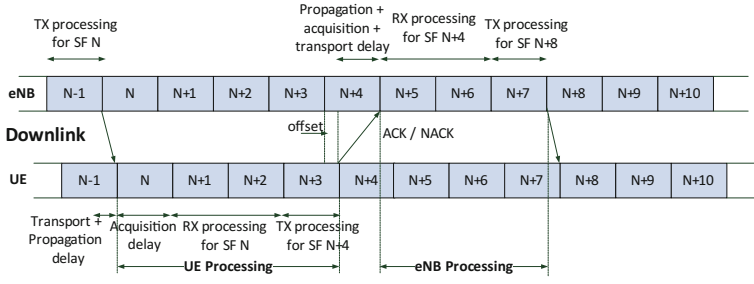 TX processing
for SF N
Propagation +
acquisition +
transport delay
RX processing
for SF N+4
TX processing
for SF N+8
eNB
N-1 N N+1 N+2 N+3 N+4 N+5 N+6 N+7 N+8 N+9 N+10
offset
ACK / NACK
Downlink
UE
N-1 N N+1 N+2 N+3 N+4 N+5 N+6 N+7 N+8 N+9 N+10
Transport +
Propagation
delay
Acquisition
delay
RX processing
for SF N
TX processing
for SF N+4
UE Processing
eNB Processing